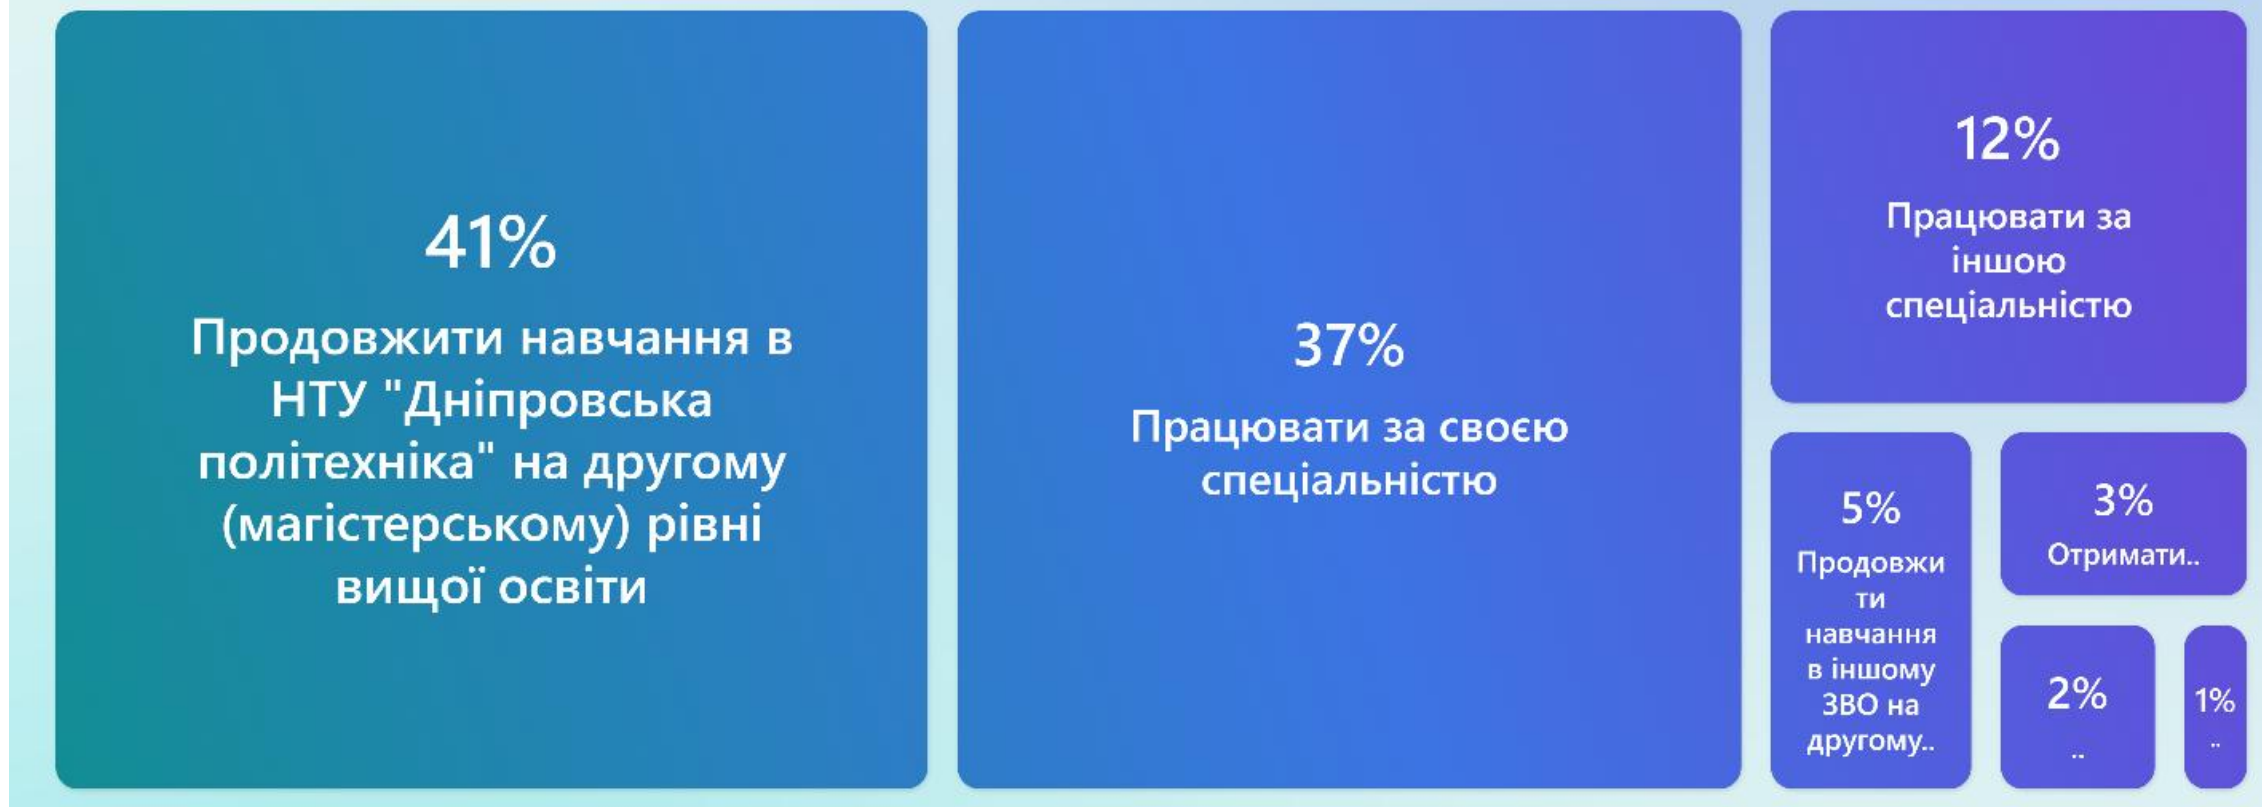 41%
Продовжити навчання в
НТУ "Дніпровська
політехніка" на другому
(магістерському) рівні
вищої освіти
37%
Працювати за своєю
спеціальністю
12%
Працювати за
іншою
спеціальністю
5%
Продовжи
ти
навчання
в іншому
ЗВО на
другому..
3%
Отримати..
2%
..
1%
..